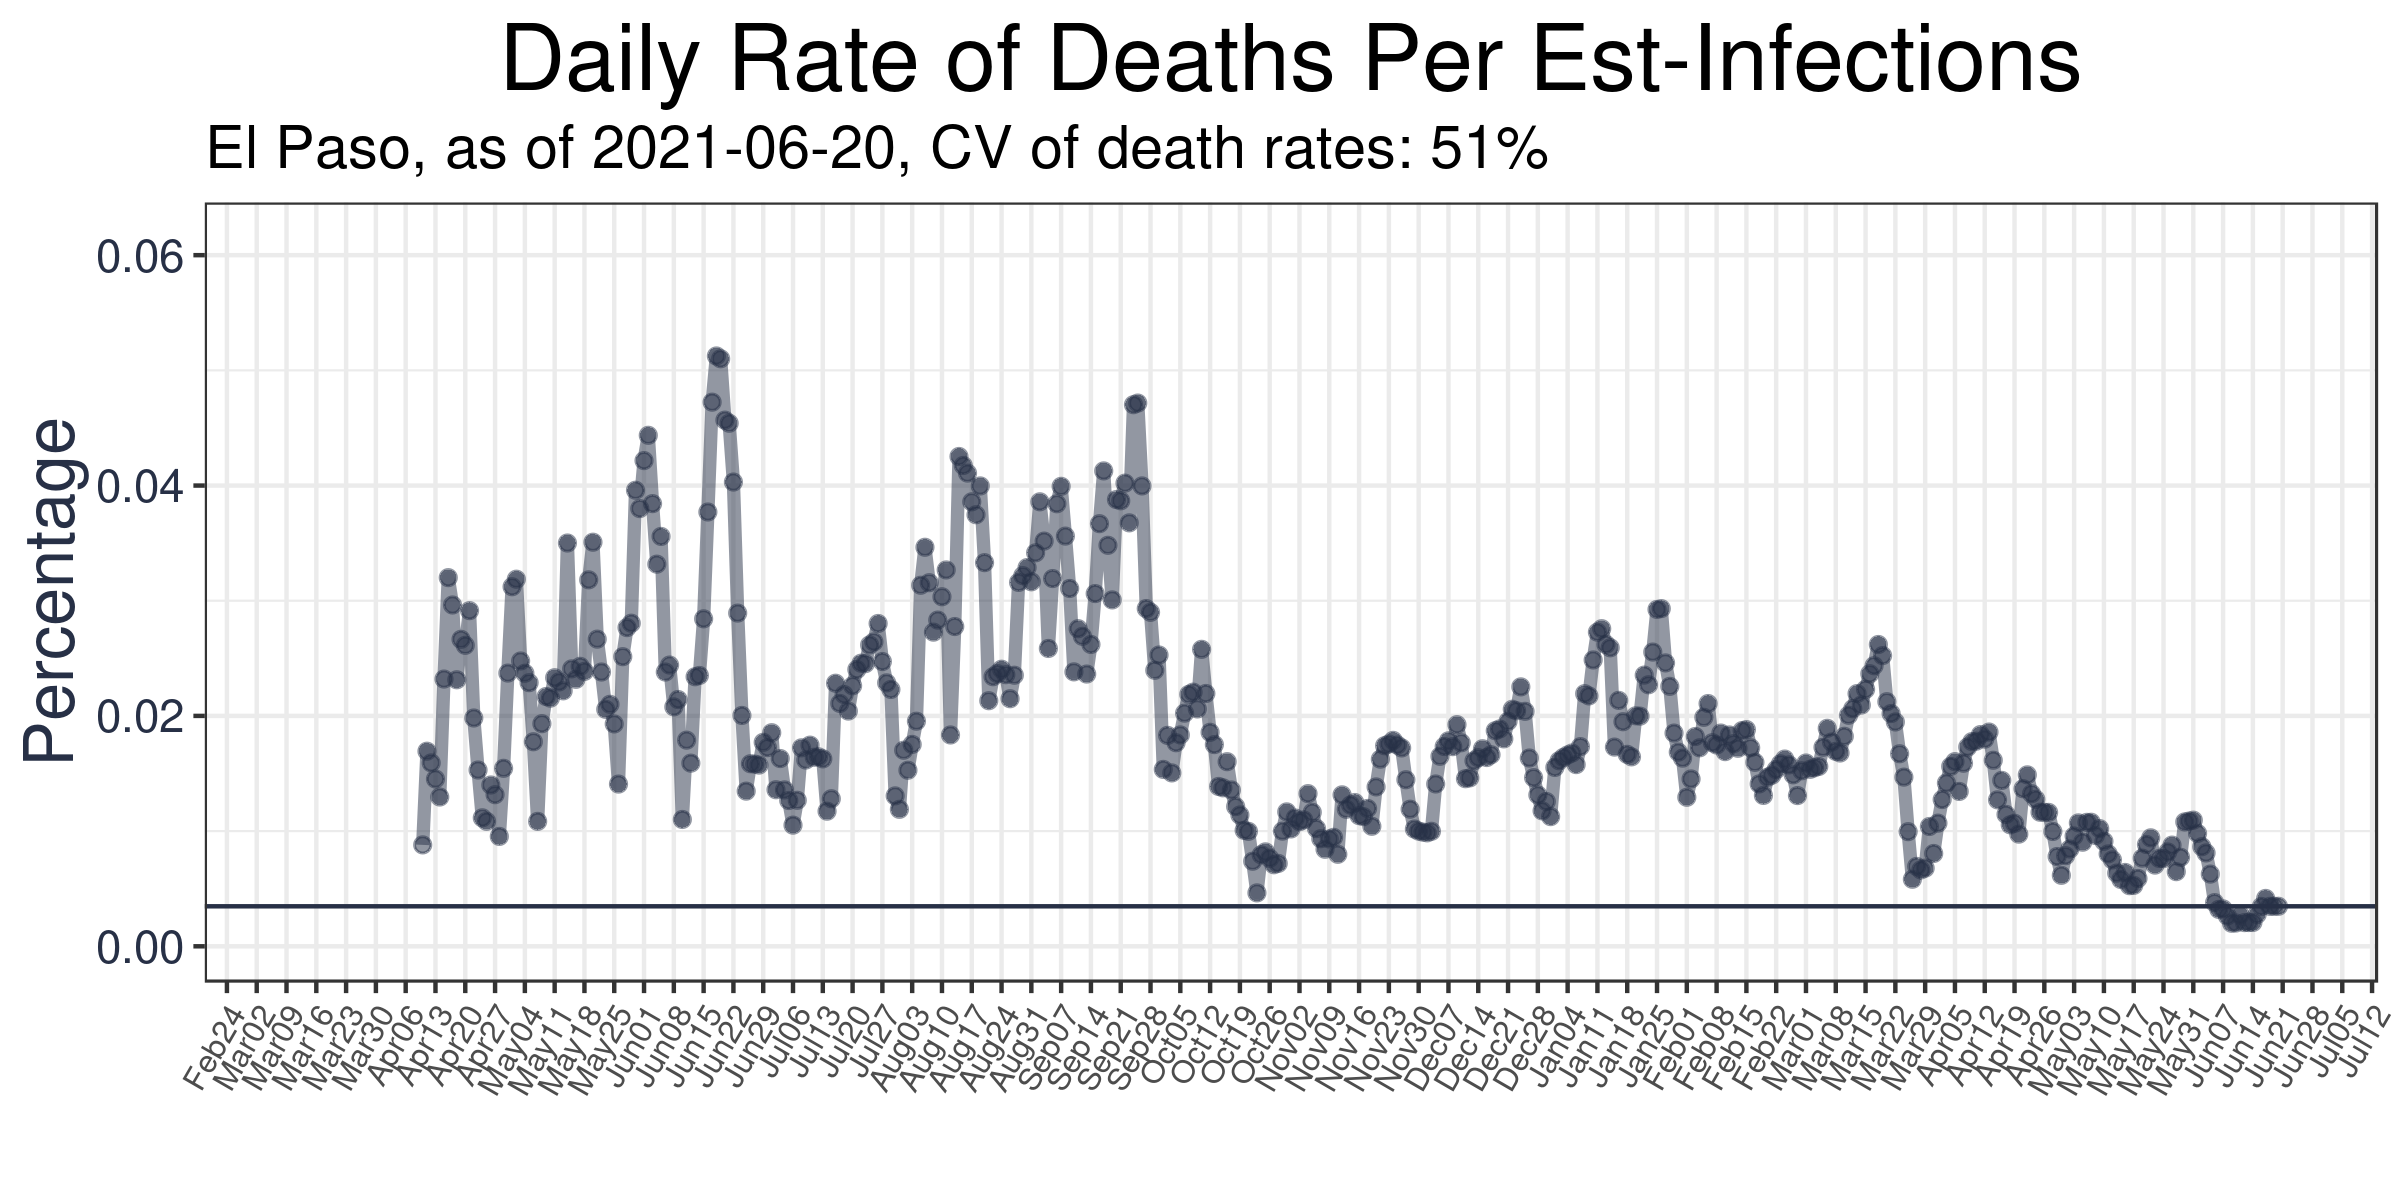 Daily Rate of Deaths Per Est-Infections
El Paso, as of 2021-06-20, CV of death rates: 51%
Percentage
0.06
0.04
0.02
0.00
Feb24
Mar02
Mar09
Mar16
Mar23
Mar30
Apr06
Apr13
Apr20
Apr27
May04
May11
May18
May25
Jun01
Jun08
Jun15
Jun22
Jun29
Jul06
Jul13
Jul20
Jul27
Aug03
Aug10
Aug17
Aug24
Aug31
Sep07
Sep14
Sep21
Sep28
Oct05
Oct12
Oct19
Oct26
Nov02
Nov09
Nov16
Nov23
Nov30
Dec07
Dec14
Dec21
Dec28
Jan04
Jan11
Jan18
Jan25
Feb01
Feb08
Feb15
Feb22
Mar01
Mar08
Mar15
Mar22
Mar29
Apr05
Apr12
Apr19
Apr26
May03
May10
May17
May24
May31
Jun07
Jun14
Jun21
Jun28
Jul05
Jul12